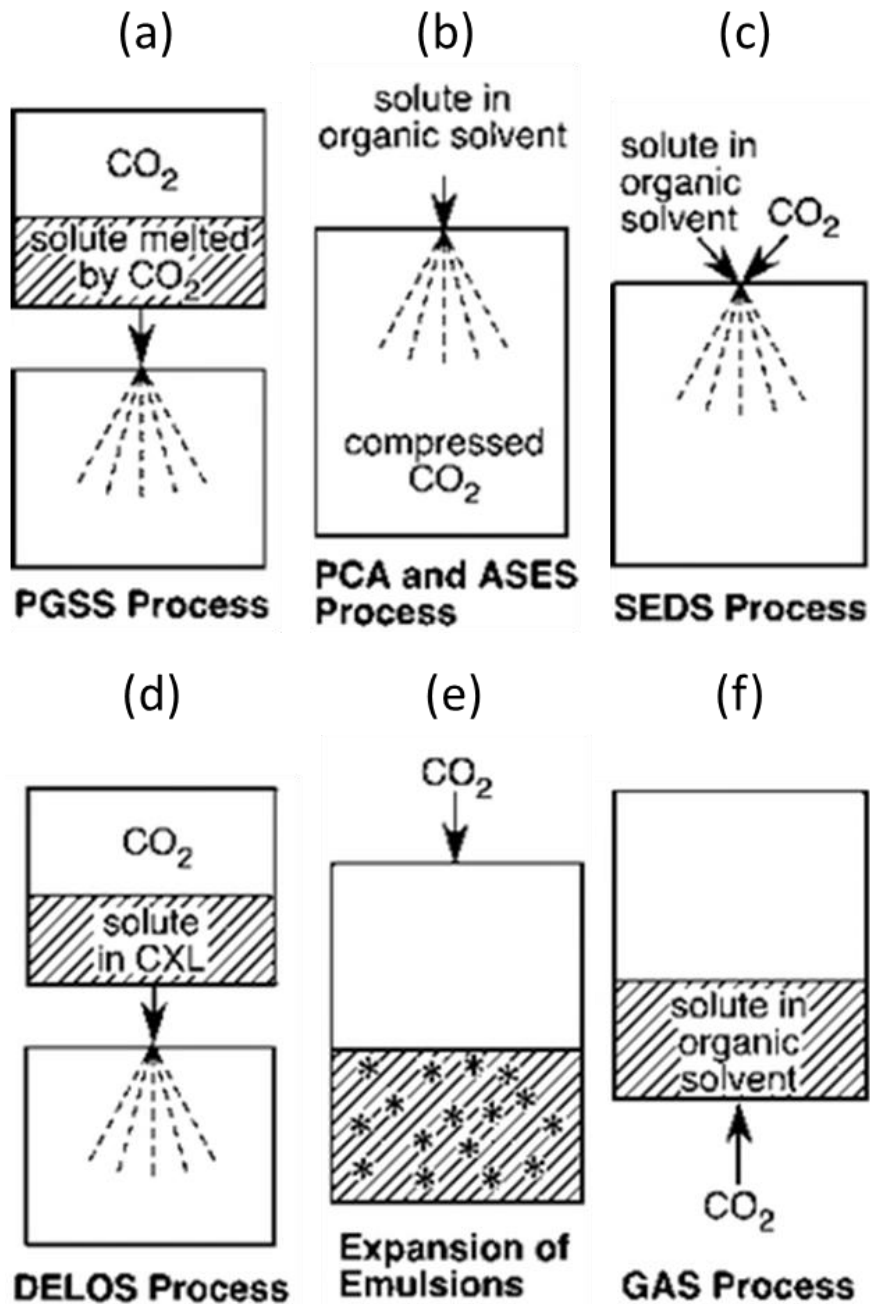 (a)
CO2
solute melted
by CO2
PGSS Process
(b)
solute in
organic solvent
compressed
CO2
PCA and ASES
Process
(c)
solute in
organic
solvent
CO2
SEDS Process
(d)
CO2
solute
in CXL
DELOS Process
(e)
CO2
Expansion of
Emulsions
(f)
solute in
organic
solvent
CO2
GAS Process